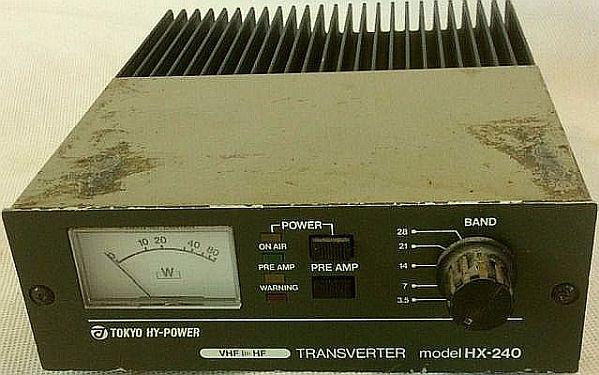 POWER
BAND
ON AIR
PRE AMP
PRE AMP
WARNING
0 10 20 40 80
W
28
21
14
7
3.5
TOKYO HY-POWER
VHF HF
TRANSVERTER model HX-240